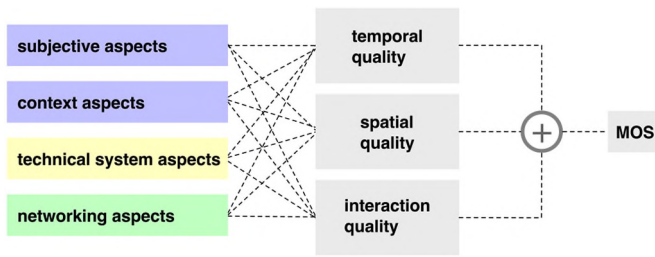 subjective aspects
context aspects
technical system aspects
networking aspects
temporal
quality
spatial
quality
interaction
quality
+
MOS